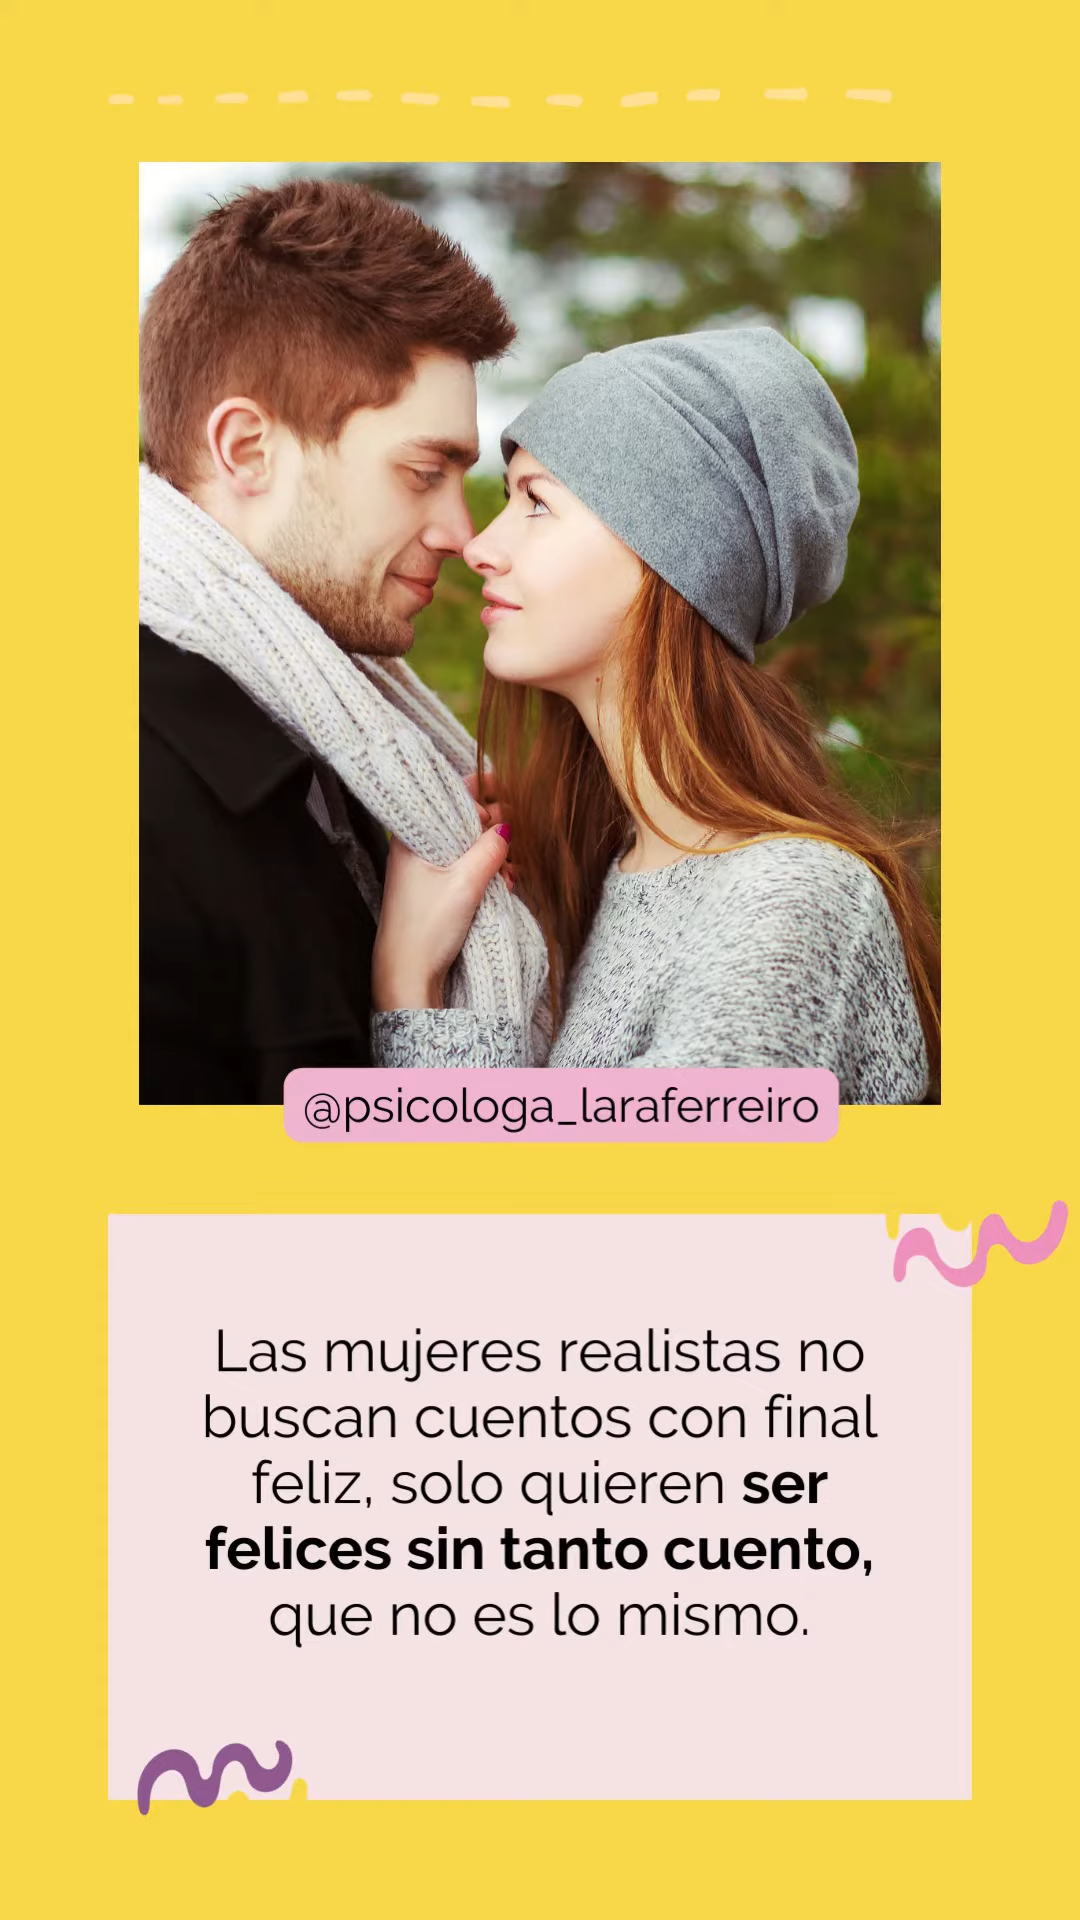 @psicologa_laraferreiro
Las mujeres realistas no
buscan cuentos con final
feliz, solo quieren ser
felices sin tanto cuento,
que no es lo mismo.